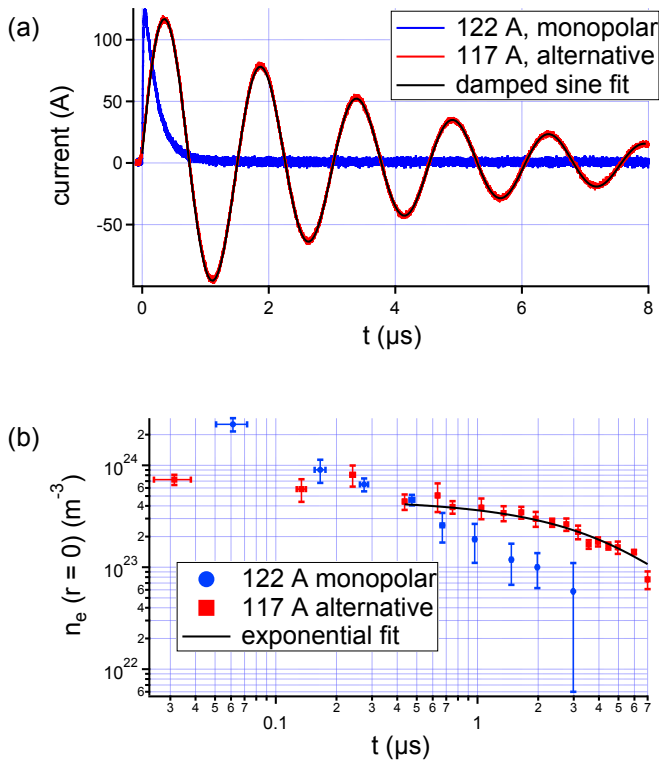 (a)
100
50
0
-50
current (A)
122 A, monopolar
117 A, alternative
damped sine fit
0 2 4 6 8
t (µs)
(b)
2
10^24
6
4
2
10^23
6
4
2
10^22
6
n_e (r = 0) (m^-3)
122 A monopolar
117 A alternative
exponential fit
3 4 5 6 7 0.1 2 3 4 5 6 7 1 2 3 4 5 6 7
t (µs)